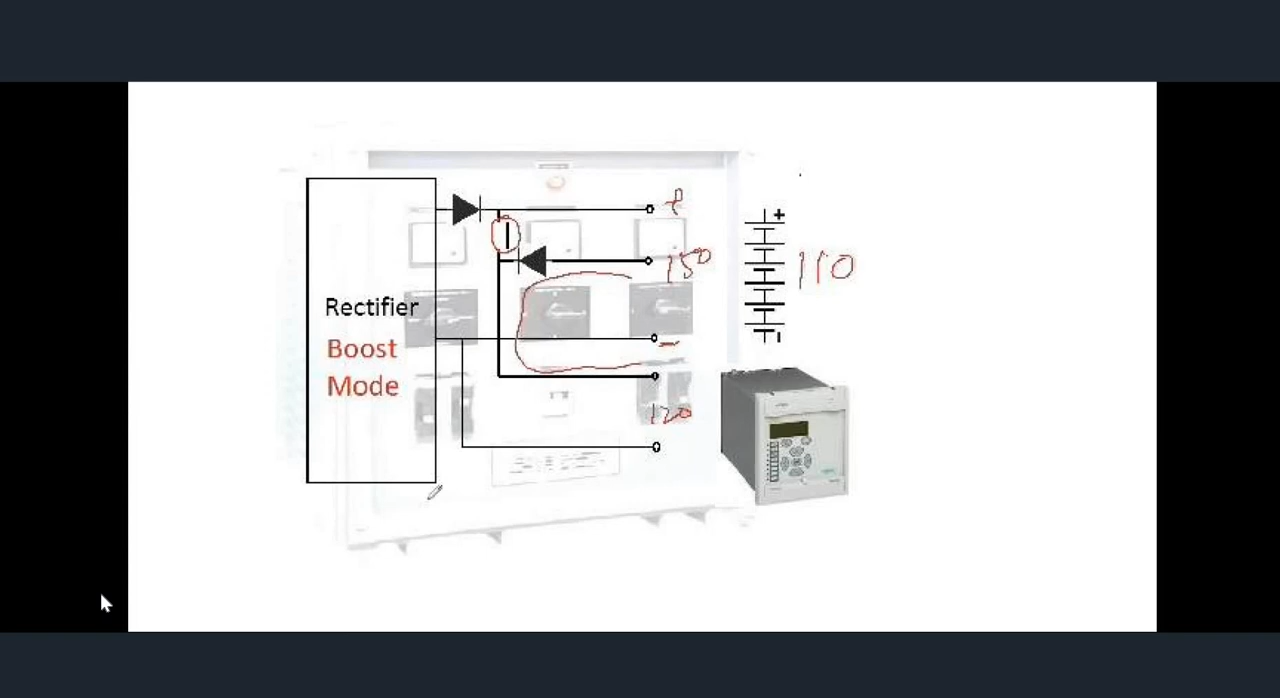 +
+
150
110
Rectifier
Boost
Mode
-
-
120